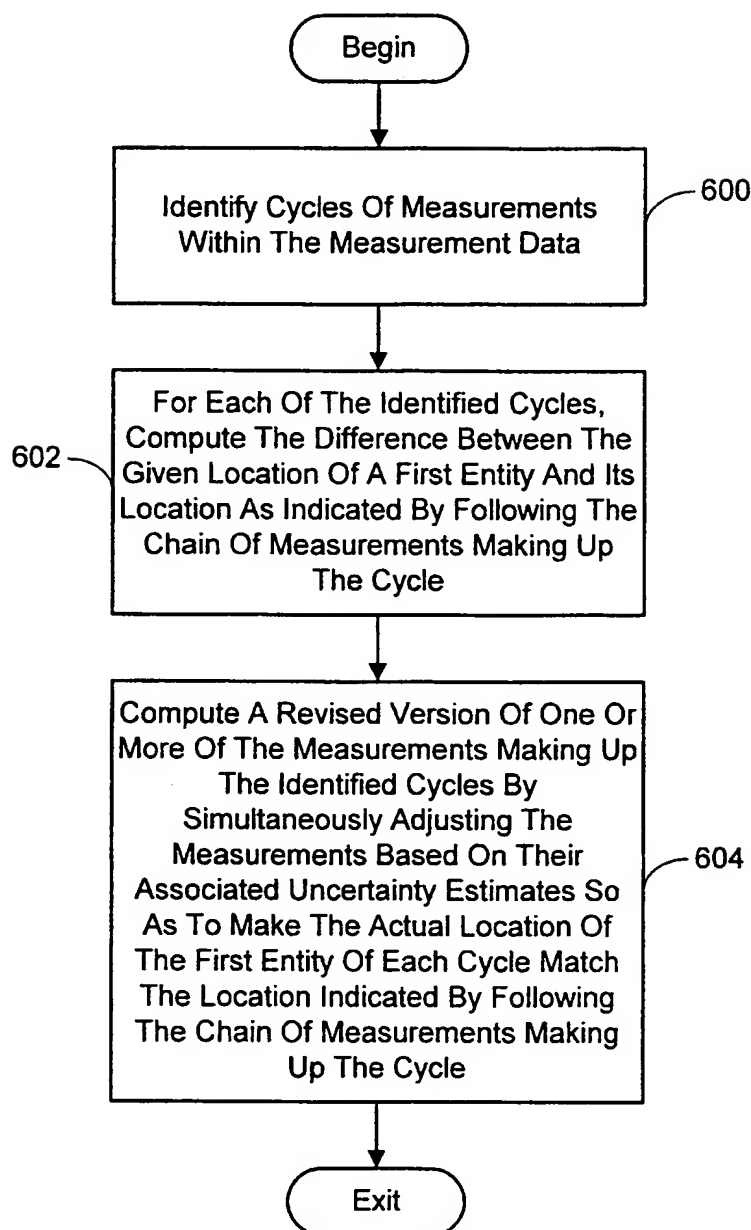 Begin
Identify Cycles Of Measurements
Within The Measurement Data
600
For Each Of The Identified Cycles,
Compute The Difference Between The
Given Location Of A First Entity And Its
Location As Indicated By Following The
Chain Of Measurements Making Up
The Cycle
602
Compute A Revised Version Of One Or
More Of The Measurements Making Up
The Identified Cycles By
Simultaneously Adjusting The
Measurements Based On Their
Associated Uncertainty Estimates So
As To Make The Actual Location Of
The First Entity Of Each Cycle Match
The Location Indicated By Following
The Chain Of Measurements Making
Up The Cycle
604
Exit